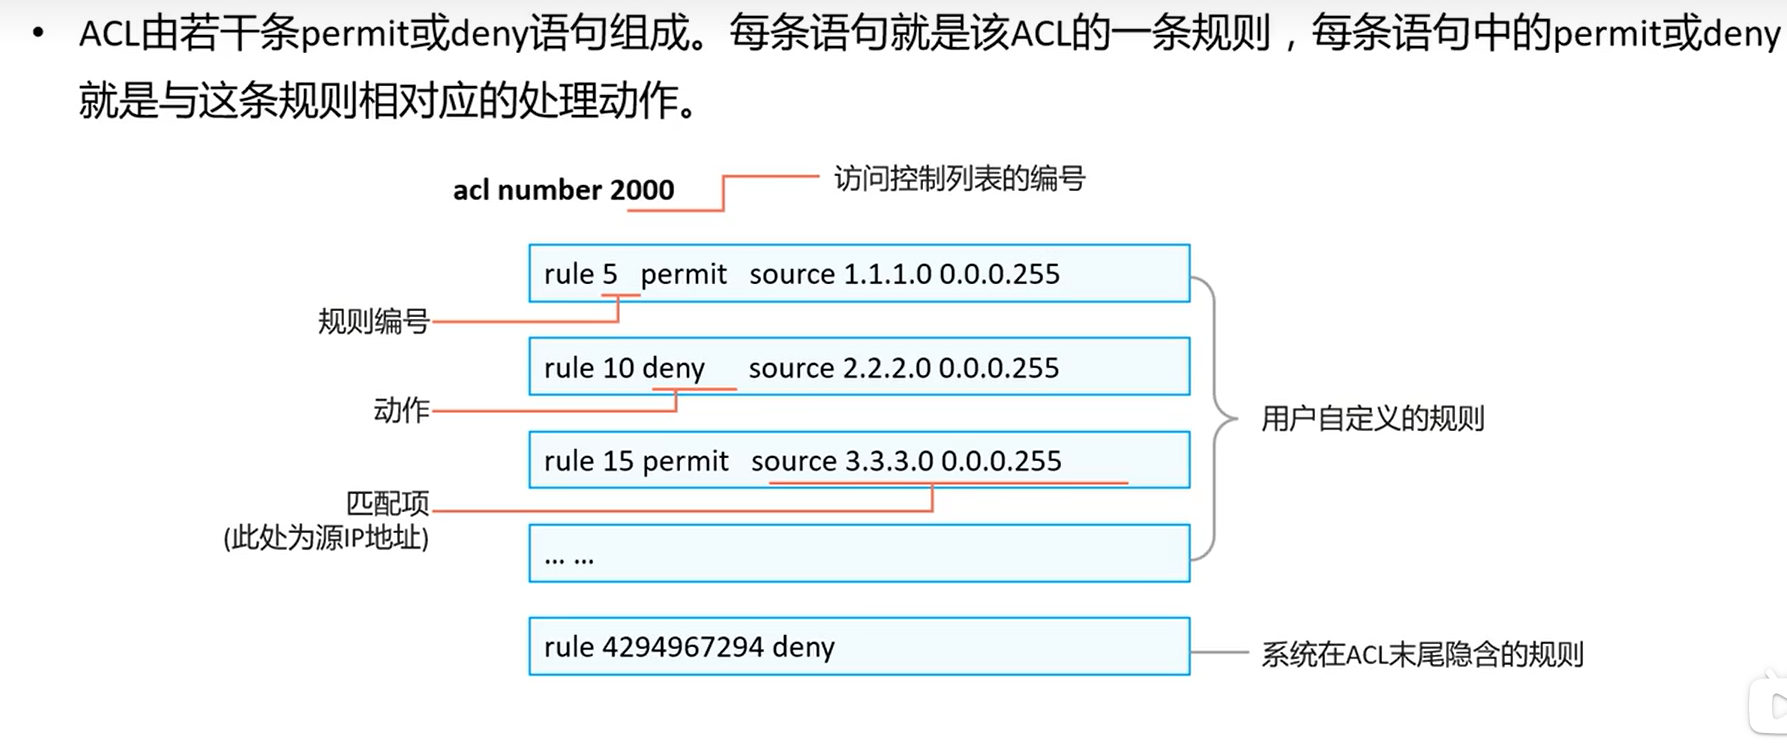 • ACL由若干条permit或deny语句组成。每条语句就是该ACL的一条规则，每条语句中的permit或deny
就是与这条规则相对应的处理动作。
acl number 2000
访问控制列表的编号
rule 5 permit source 1.1.1.0 0.0.0.255
规则编号
rule 10 deny source 2.2.2.0 0.0.0.255
动作
用户自定义的规则
rule 15 permit source 3.3.3.0 0.0.0.255
匹配项
(此处为源IP地址)
... ...
rule 4294967294 deny
系统在ACL末尾隐含的规则